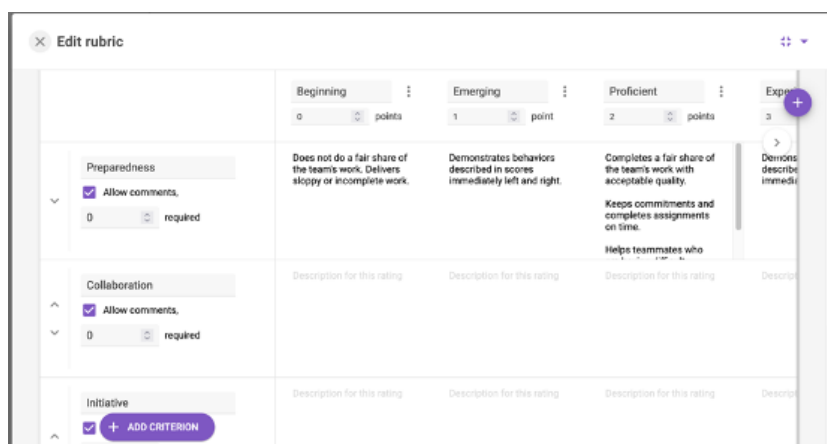 Edit rubric
Beginning
Emerging
Proficient
0 points
1 point
2 points
3
Preparedness
Allow comments,
0 required
Does not do a fair share of
the team's work. Delivers
sloppy or incomplete work.
Demonstrates behaviors
described in scores
immediately left and right.
Completes a fair share of
the team's work with
acceptable quality.
Keeps commitments and
completes assignments
on time.
Helps teammates who
Collaboration
Allow comments,
0 required
Description for this rating
Description for this rating
Description for this rating
Initiative
ADD CRITERION
Description for this rating
Description for this rating
Description for this rating